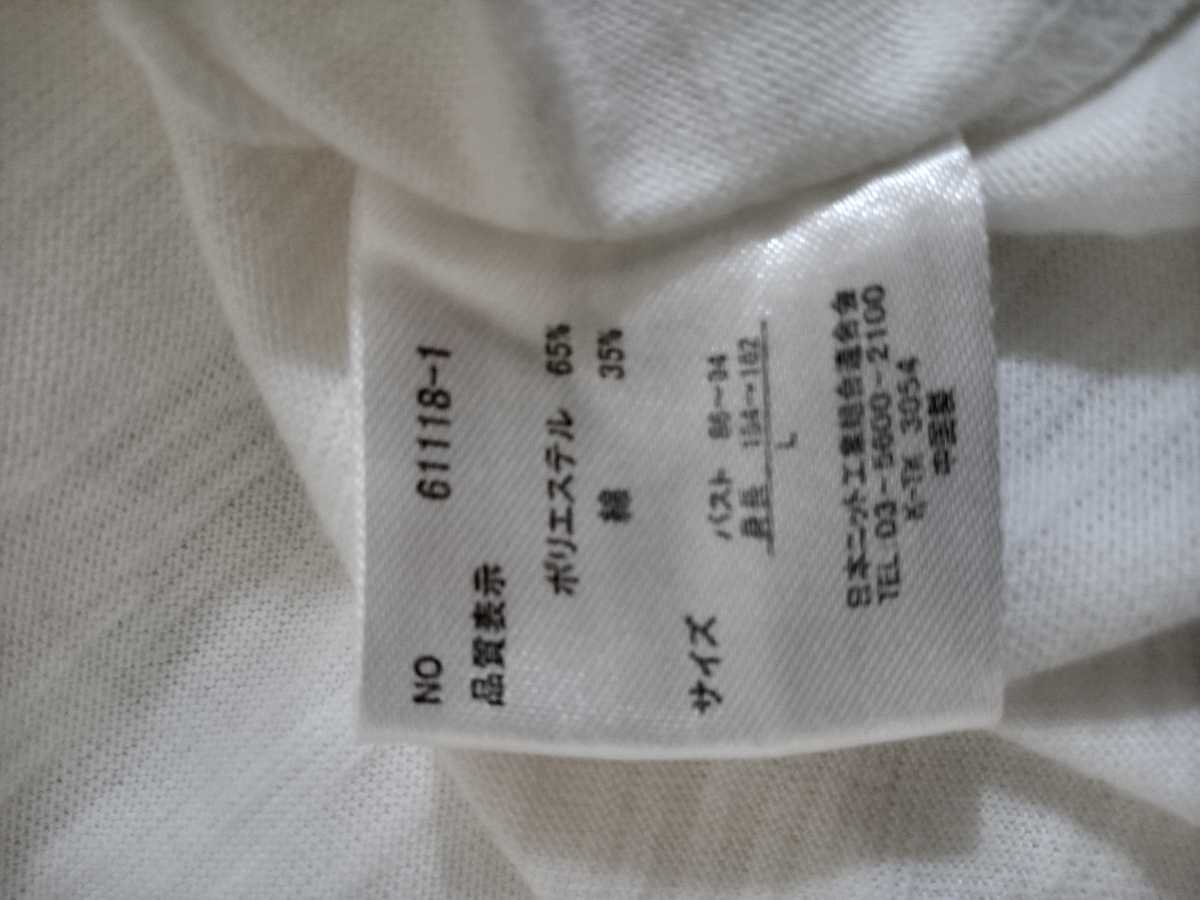 NO 61118-1
品質表示
ポリエステル 65%
綿 35%
サイズ
バスト 86~94
身長 154~162
L
日本ニット工業組合連合会
TEL.03-5600-2100
K-TK 3054
中国製